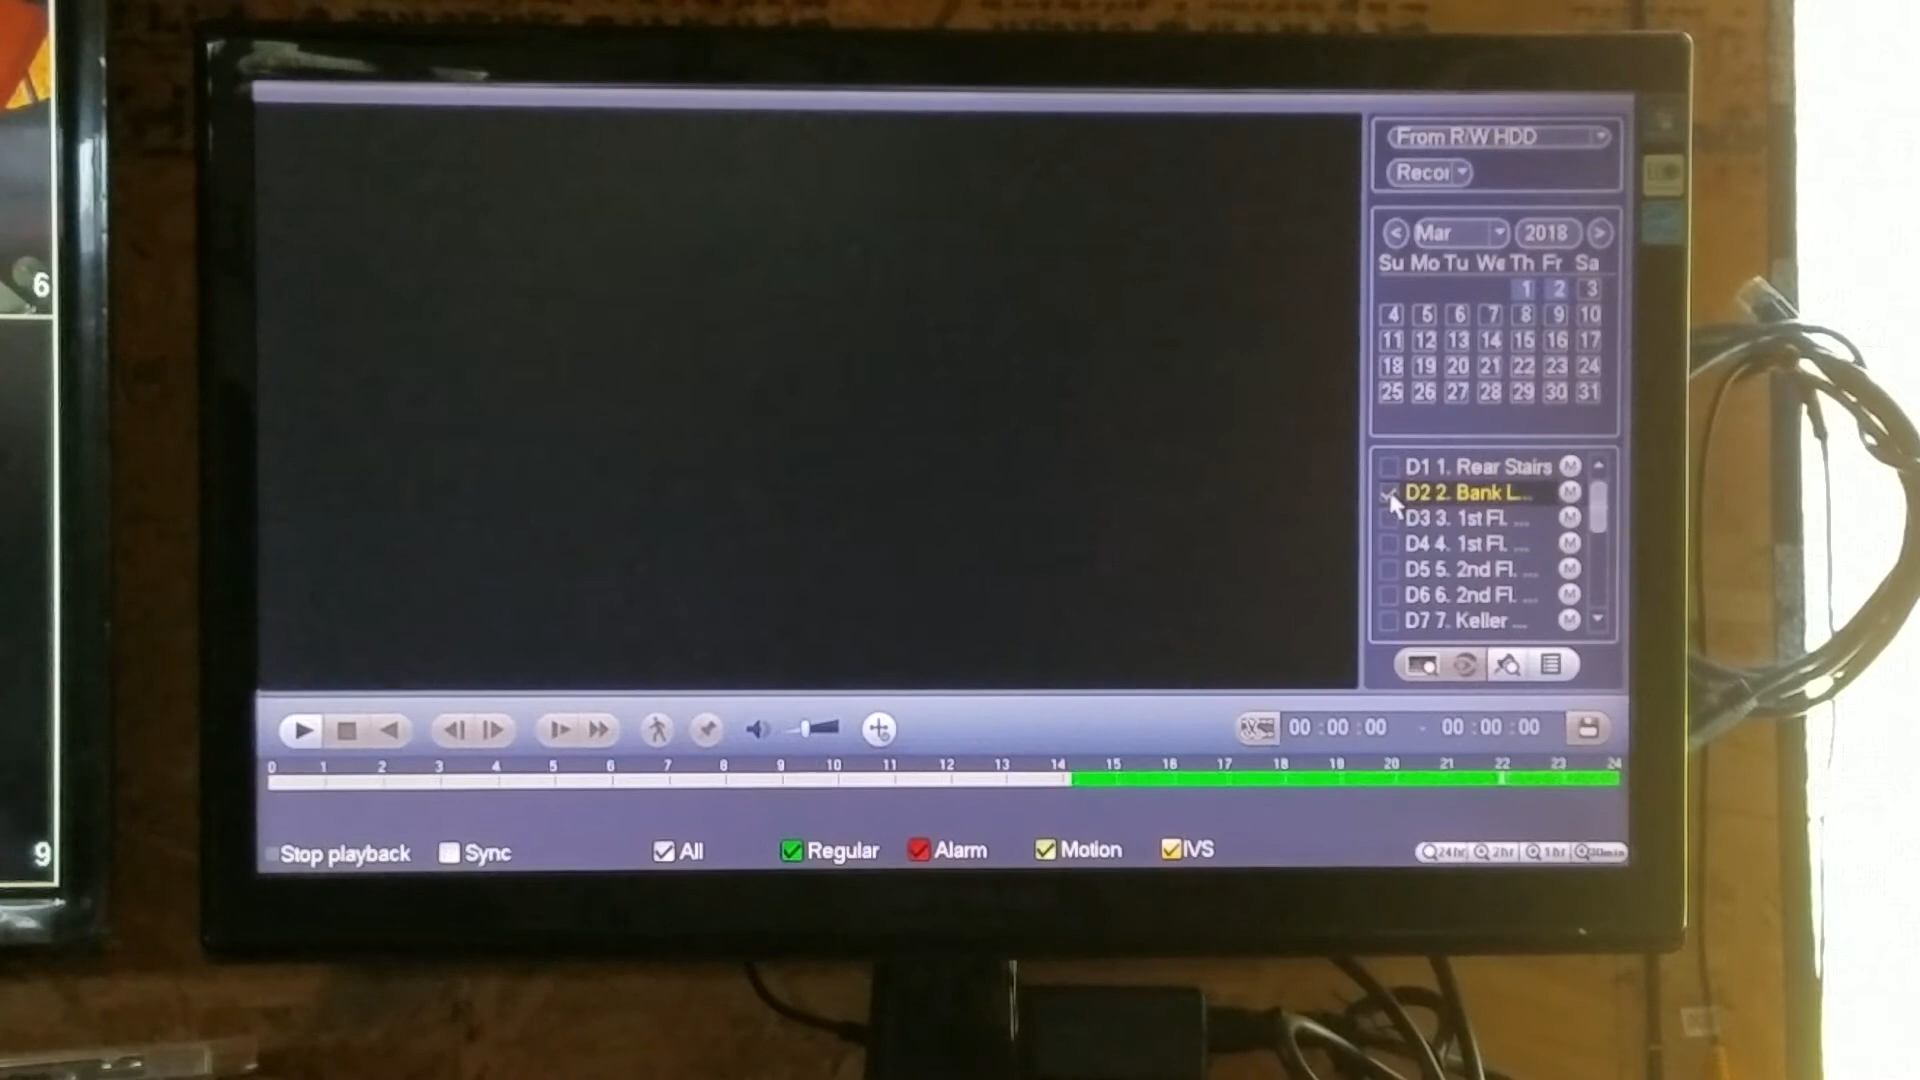 6
9
From R/W HDD
Recor
< Mar 2018 >
Su Mo Tu We Th Fr Sa
1 2 3
4 5 6 7 8 9 10
11 12 13 14 15 16 17
18 19 20 21 22 23 24
25 26 27 28 29 30 31
D1 1. Rear Stairs M
D2 2. Bank L... M
D3 3. 1st Fl. ... M
D4 4. 1st Fl. ... M
D5 5. 2nd Fl. ... M
D6 6. 2nd Fl. ... M
D7 7. Keller ... M
00 :00 :00 - 00 :00 :00
0 1 2 3 4 5 6 7 8 9 10 11 12 13 14 15 16 17 18 19 20 21 22 23 24
Stop playback Sync All Regular Alarm Motion IVS
24hr 2hr 1hr 30min